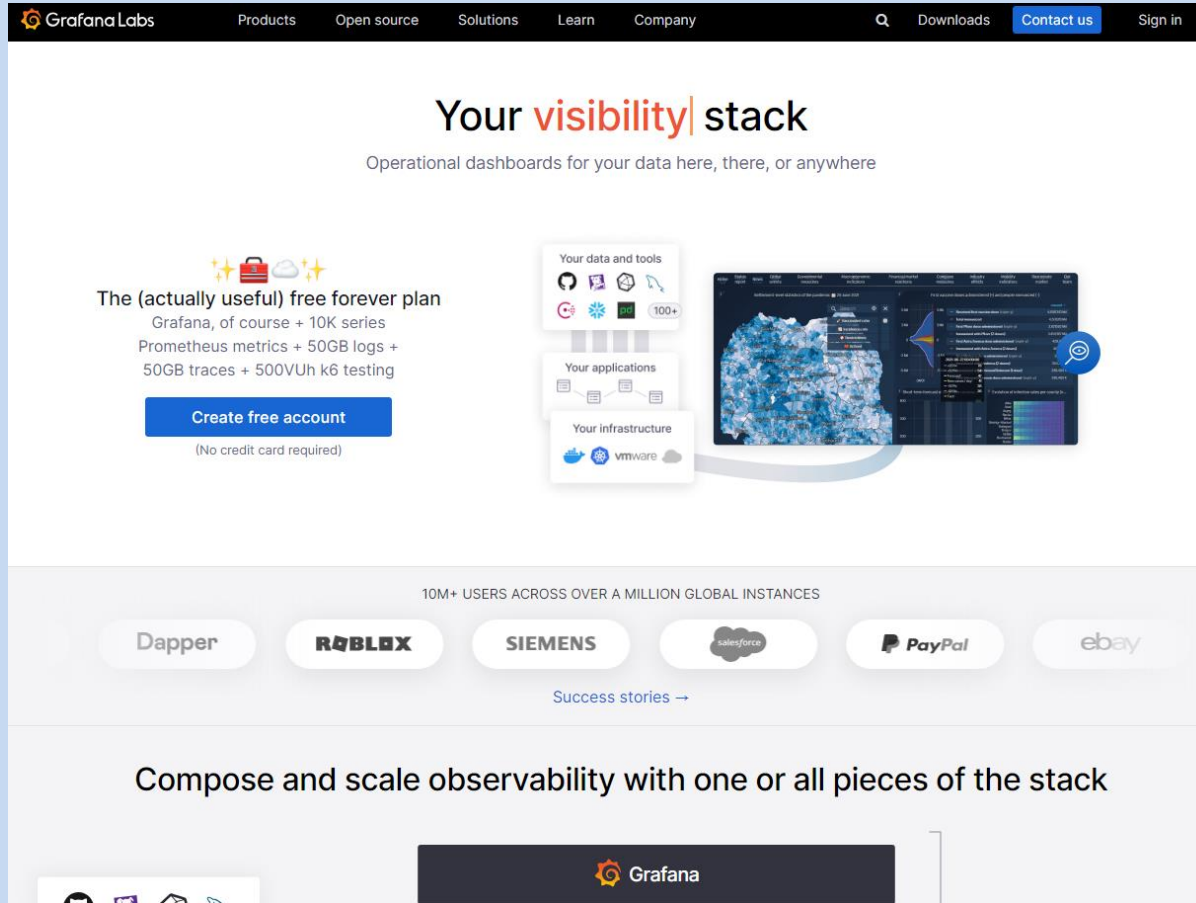 Grafana Labs
Products
Open source
Solutions
Learn
Company
Downloads
Contact us
Sign in
Your visibility stack
Operational dashboards for your data here, there, or anywhere
The (actually useful) free forever plan
Grafana, of course + 10K series
Prometheus metrics + 50GB logs +
50GB traces + 500VUh k6 testing
Create free account
(No credit card required)
Your data and tools
pd
100+
Your applications
Your infrastructure
vmware
10M+ USERS ACROSS OVER A MILLION GLOBAL INSTANCES
Dapper
ROBLOX
SIEMENS
salesforce
PayPal
ebay
Success stories →
Compose and scale observability with one or all pieces of the stack
Grafana